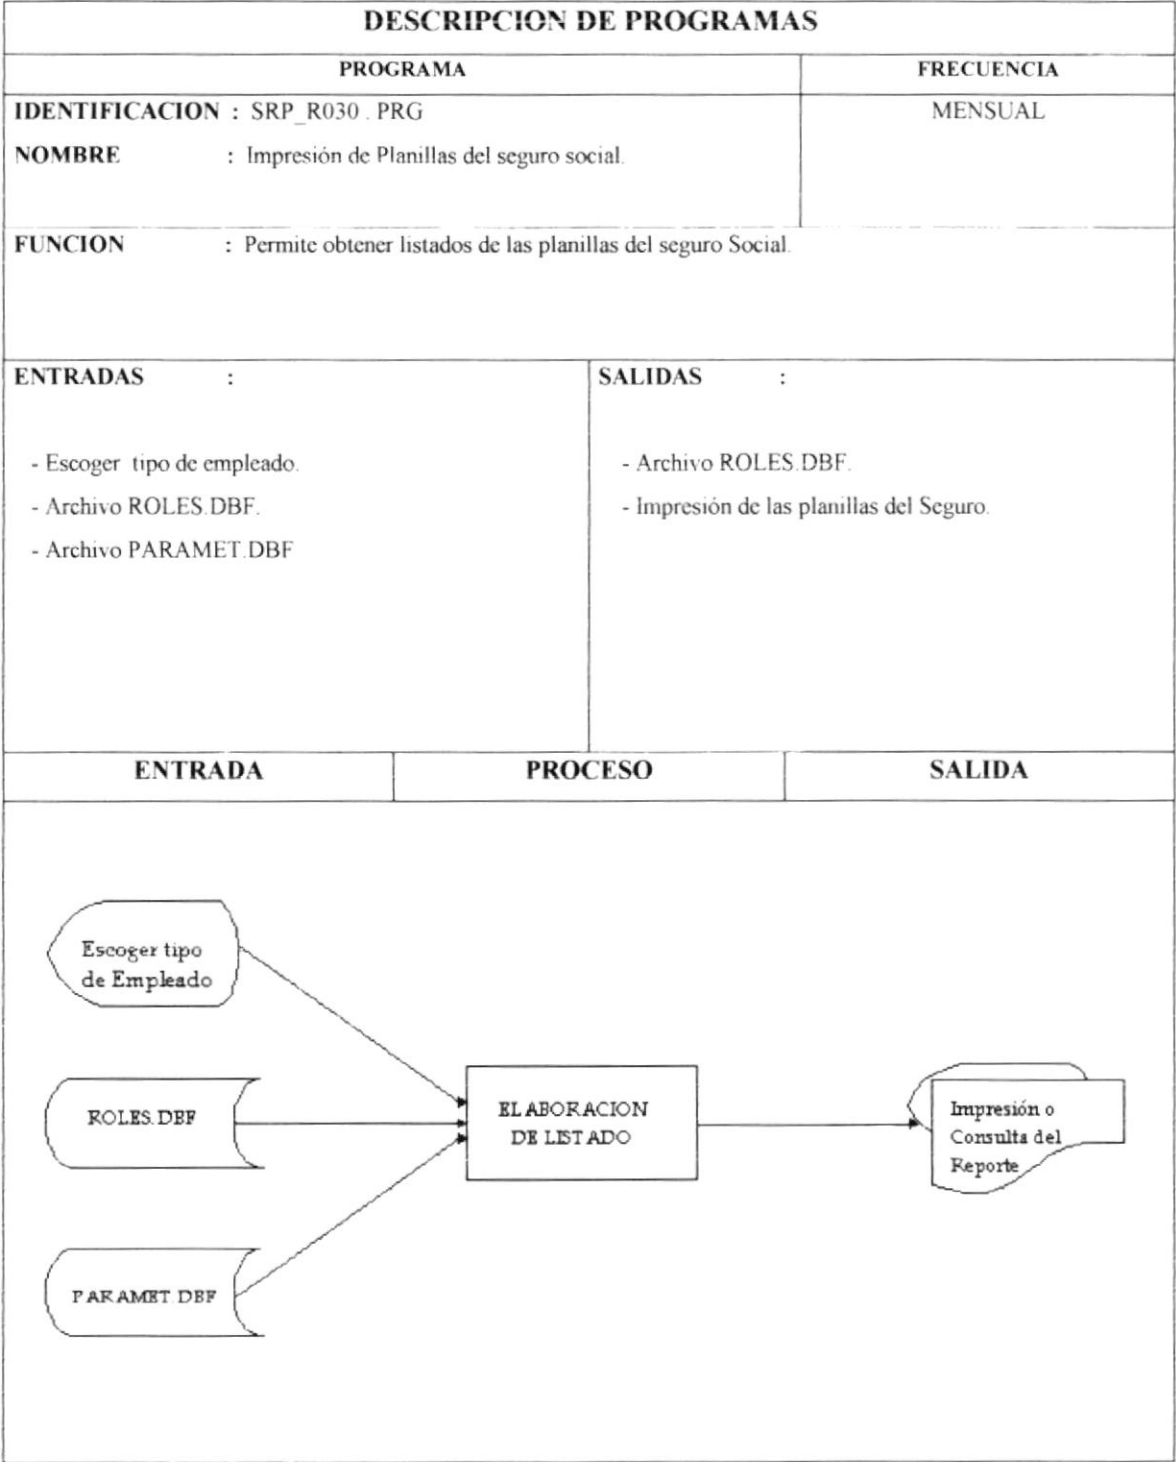 DESCRIPCION DE PROGRAMAS
PROGRAMA
FRECUENCIA
IDENTIFICACION : SRP_R030 . PRG
MENSUAL
NOMBRE : Impresión de Planillas del seguro social.
FUNCION : Permite obtener listados de las planillas del seguro Social.
ENTRADAS :
- Escoger tipo de empleado.
- Archivo ROLES.DBF.
- Archivo PARAMET.DBF
SALIDAS :
- Archivo ROLES.DBF.
- Impresión de las planillas del Seguro.
ENTRADA
PROCESO
SALIDA
Escoger tipo
de Empleado
ROLES.DBF
PARAMET.DBF
ELABORACION
DE LISTADO
Impresión o
Consulta del
Reporte